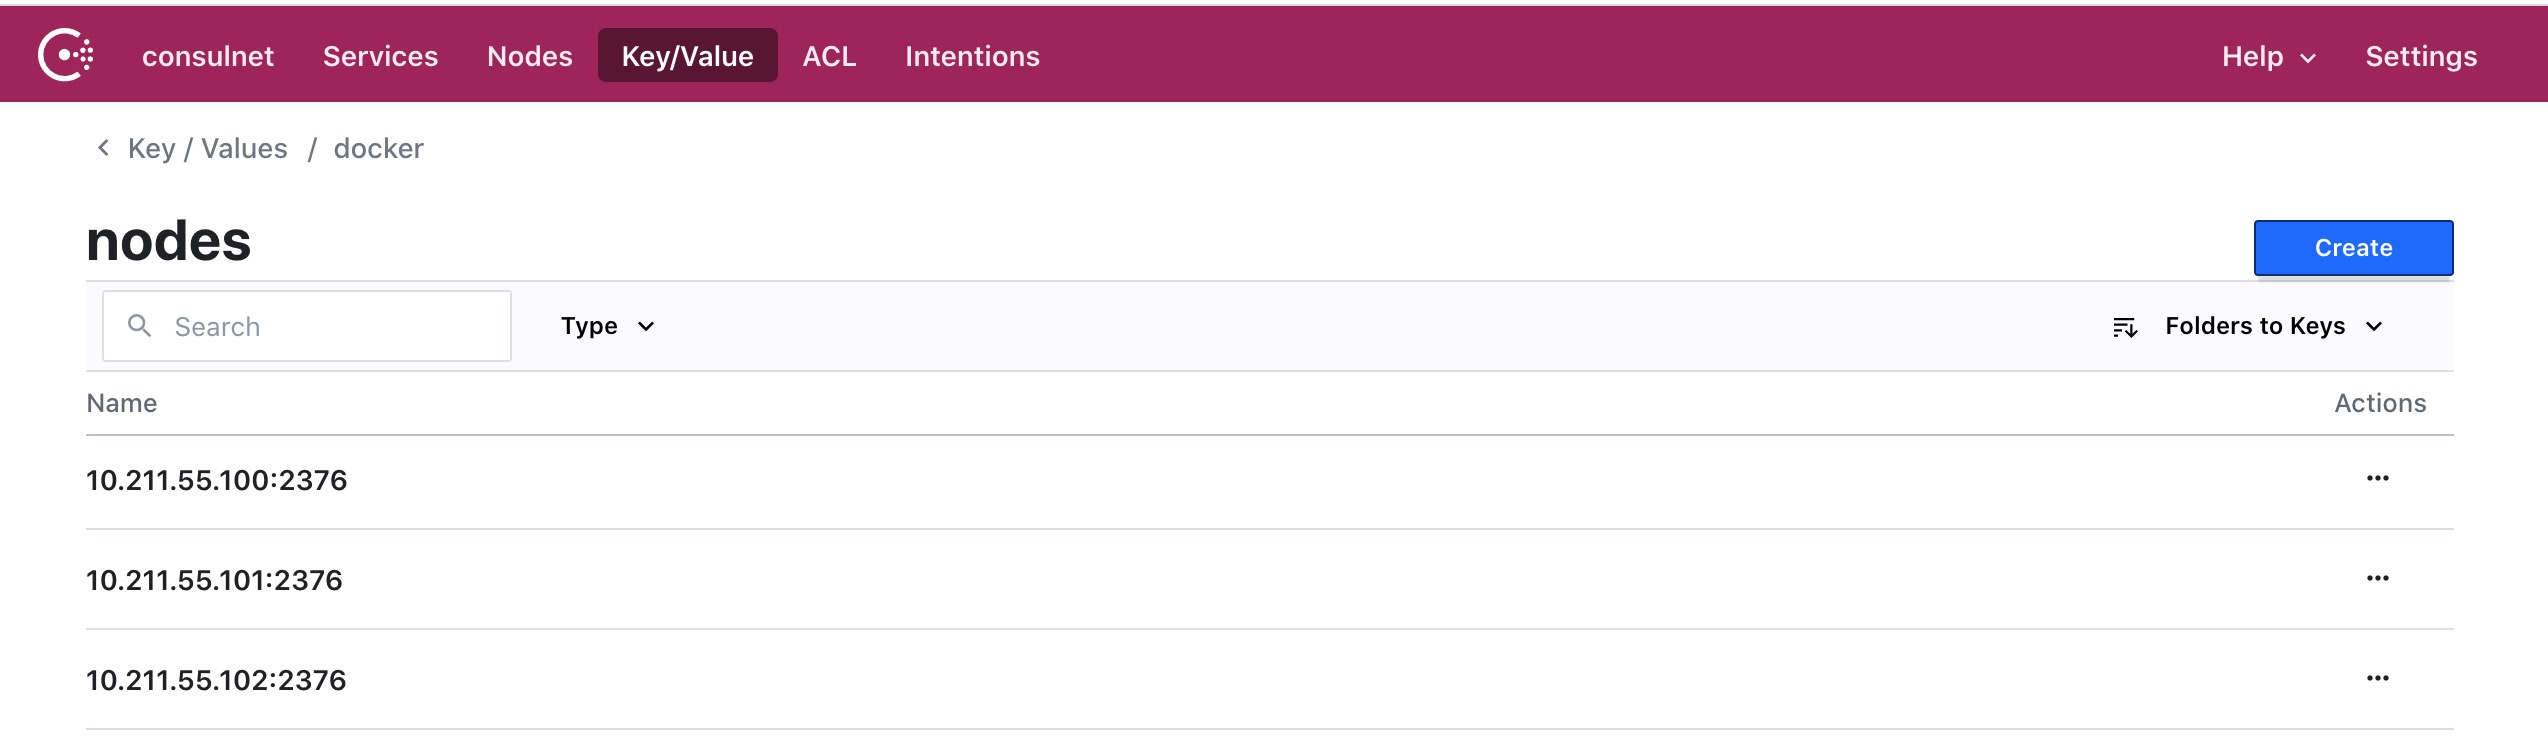 consulnet Services Nodes Key/Value ACL Intentions Help Settings
Key / Values / docker
nodes
Create
Search Type Folders to Keys
Name Actions
10.211.55.100:2376
10.211.55.101:2376
10.211.55.102:2376